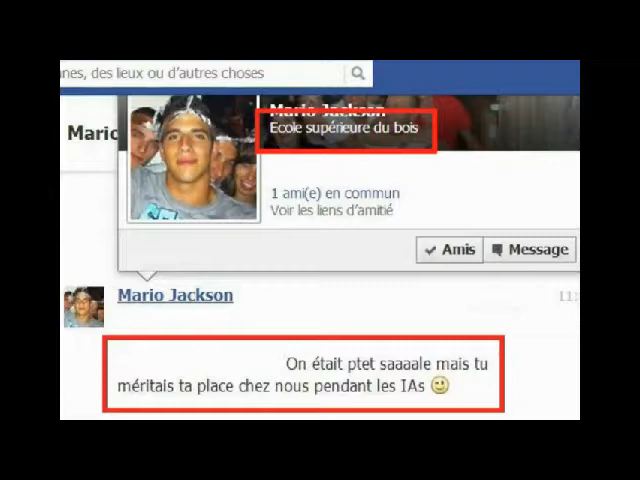 nnes, des lieux ou d'autres choses
Mario
Mario Jackson
Ecole supérieure du bois
1 ami(e) en commun
Voir les liens d'amitié
Amis
Message
Mario Jackson
11:
On était ptet saaaale mais tu
méritais ta place chez nous pendant les IAs